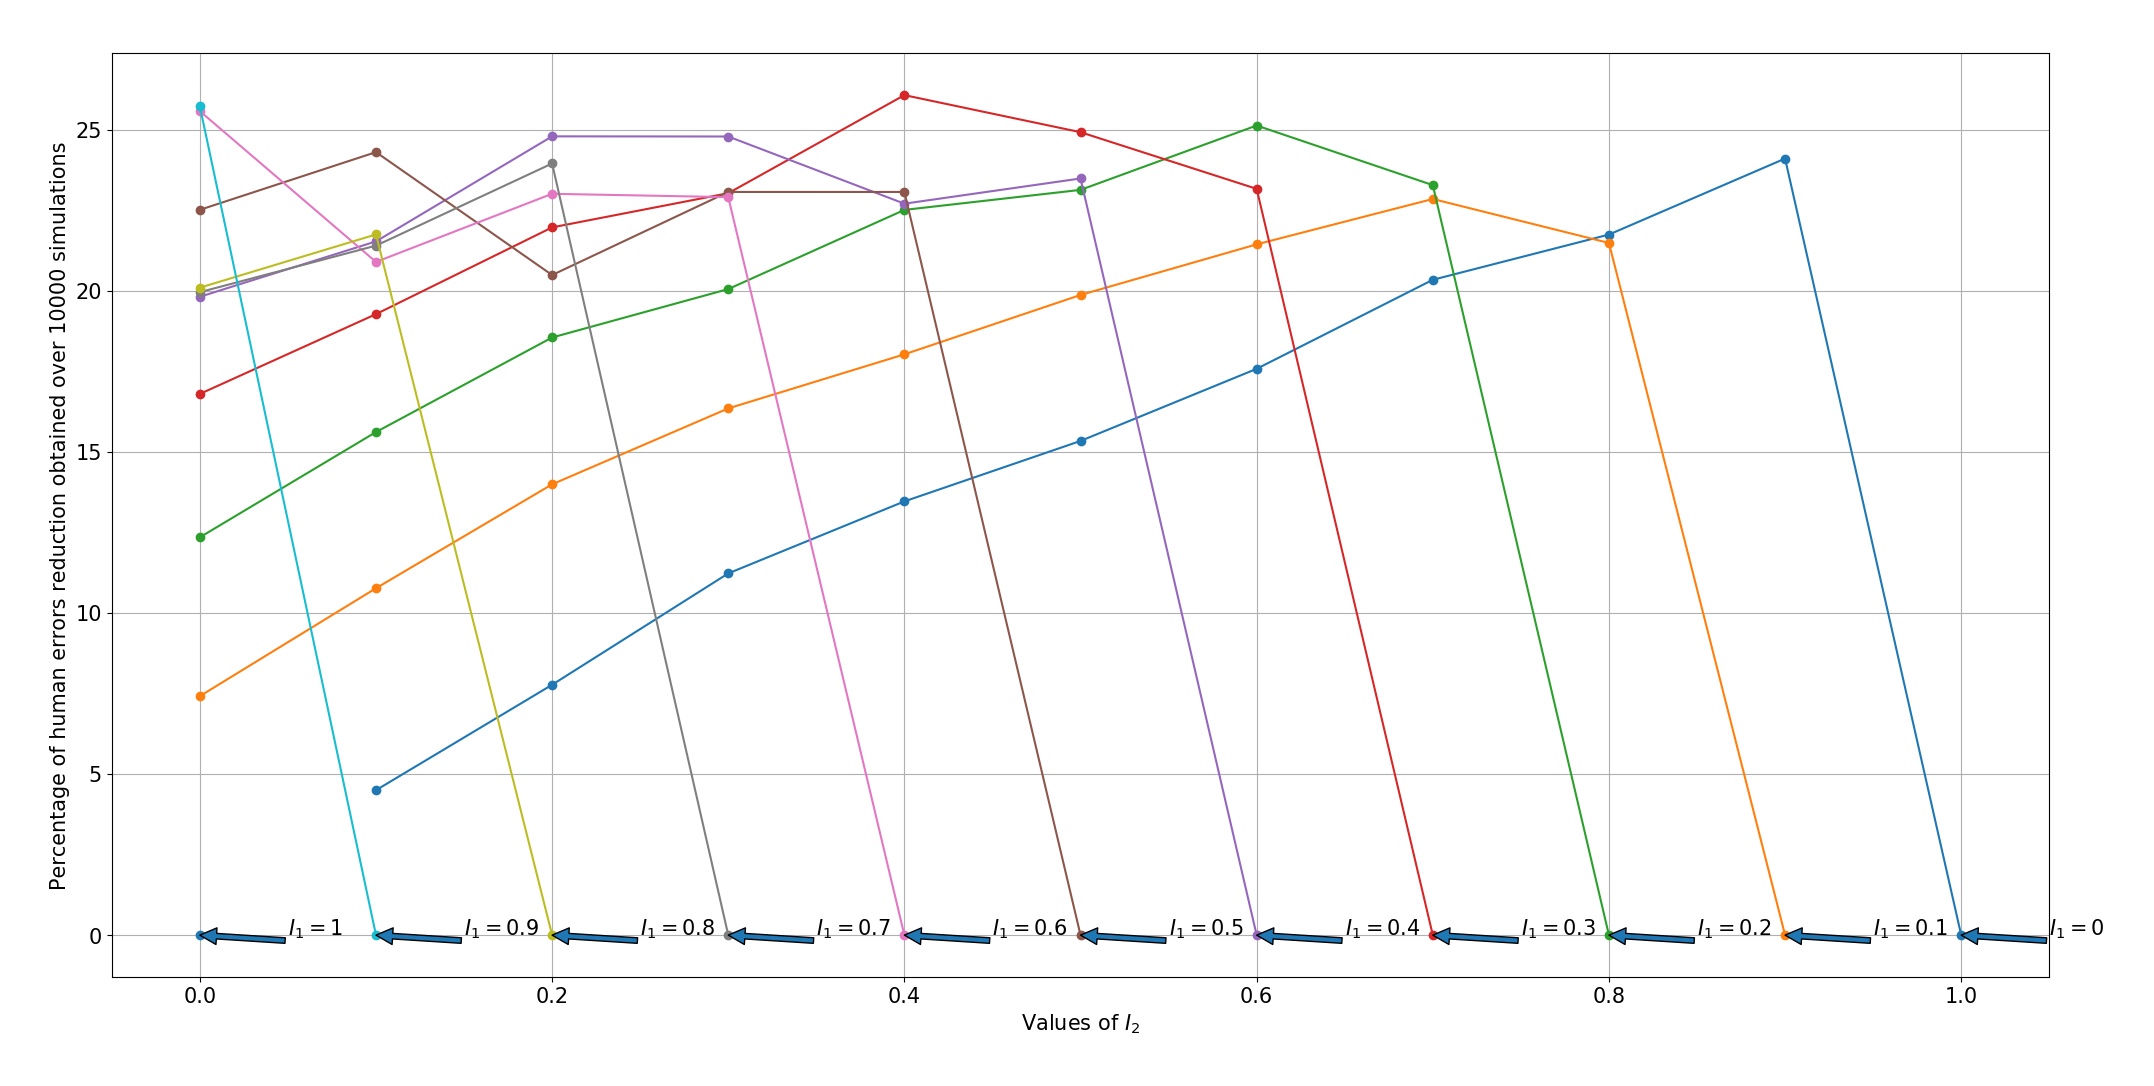 Percentage of human errors reduction obtained over 10000 simulations
25
20
15
10
5
0
I₁ = 1
I₁ = 0.9
I₁ = 0.8
I₁ = 0.7
I₁ = 0.6
I₁ = 0.5
I₁ = 0.4
I₁ = 0.3
I₁ = 0.2
I₁ = 0.1
I₁ = 0
0.0 0.2 0.4 0.6 0.8 1.0
Values of I₂